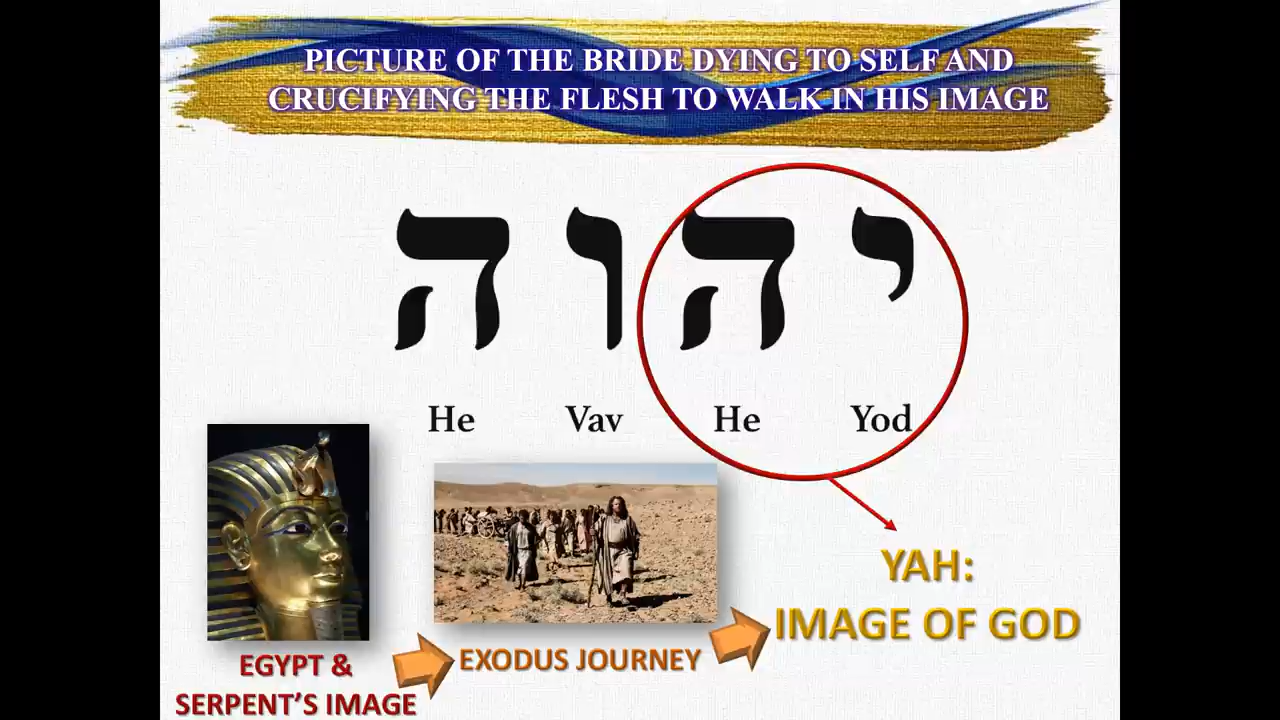 PICTURE OF THE BRIDE DYING TO SELF AND
CRUCIFYING THE FLESH TO WALK IN HIS IMAGE
יהוה
He Vav He Yod
YAH:
IMAGE OF GOD
EXODUS JOURNEY
EGYPT &
SERPENT’S IMAGE